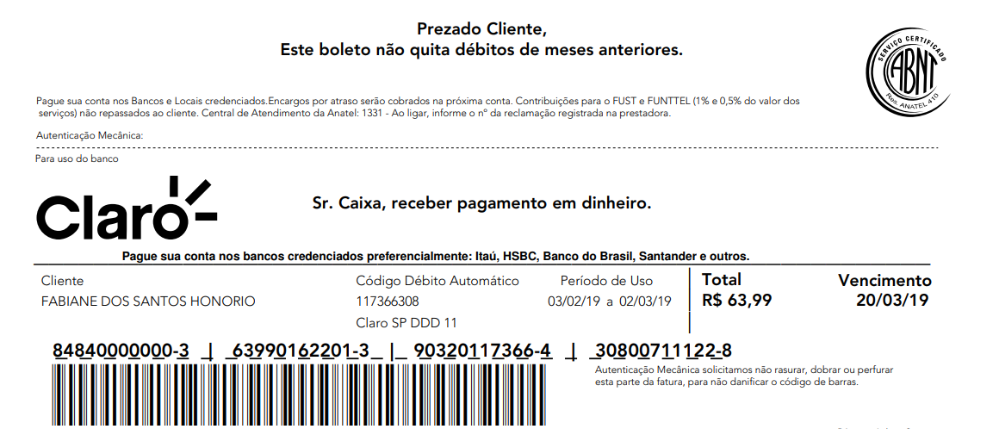 Prezado Cliente,
Este boleto não quita débitos de meses anteriores.
SERVIÇO CERTIFICADO
ABNT
Res. ANATEL 410
Pague sua conta nos Bancos e Locais credenciados.Encargos por atraso serão cobrados na próxima conta. Contribuições para o FUST e FUNTTEL (1% e 0,5% do valor dos
serviços) não repassados ao cliente. Central de Atendimento da Anatel: 1331 - Ao ligar, informe o nº da reclamação registrada na prestadora.
Autenticação Mecânica:
Para uso do banco
Claro
Sr. Caixa, receber pagamento em dinheiro.
Pague sua conta nos bancos credenciados preferencialmente: Itaú, HSBC, Banco do Brasil, Santander e outros.
Cliente Código Débito Automático Período de Uso Total Vencimento
FABIANE DOS SANTOS HONORIO 117366308 03/02/19 a 02/03/19 R$ 63,99 20/03/19
Claro SP DDD 11
84840000000-3 | 63990162201-3 | 90320117366-4 | 30800711122-8
Autenticação Mecânica solicitamos não rasurar, dobrar ou perfurar
esta parte da fatura, para não danificar o código de barras.